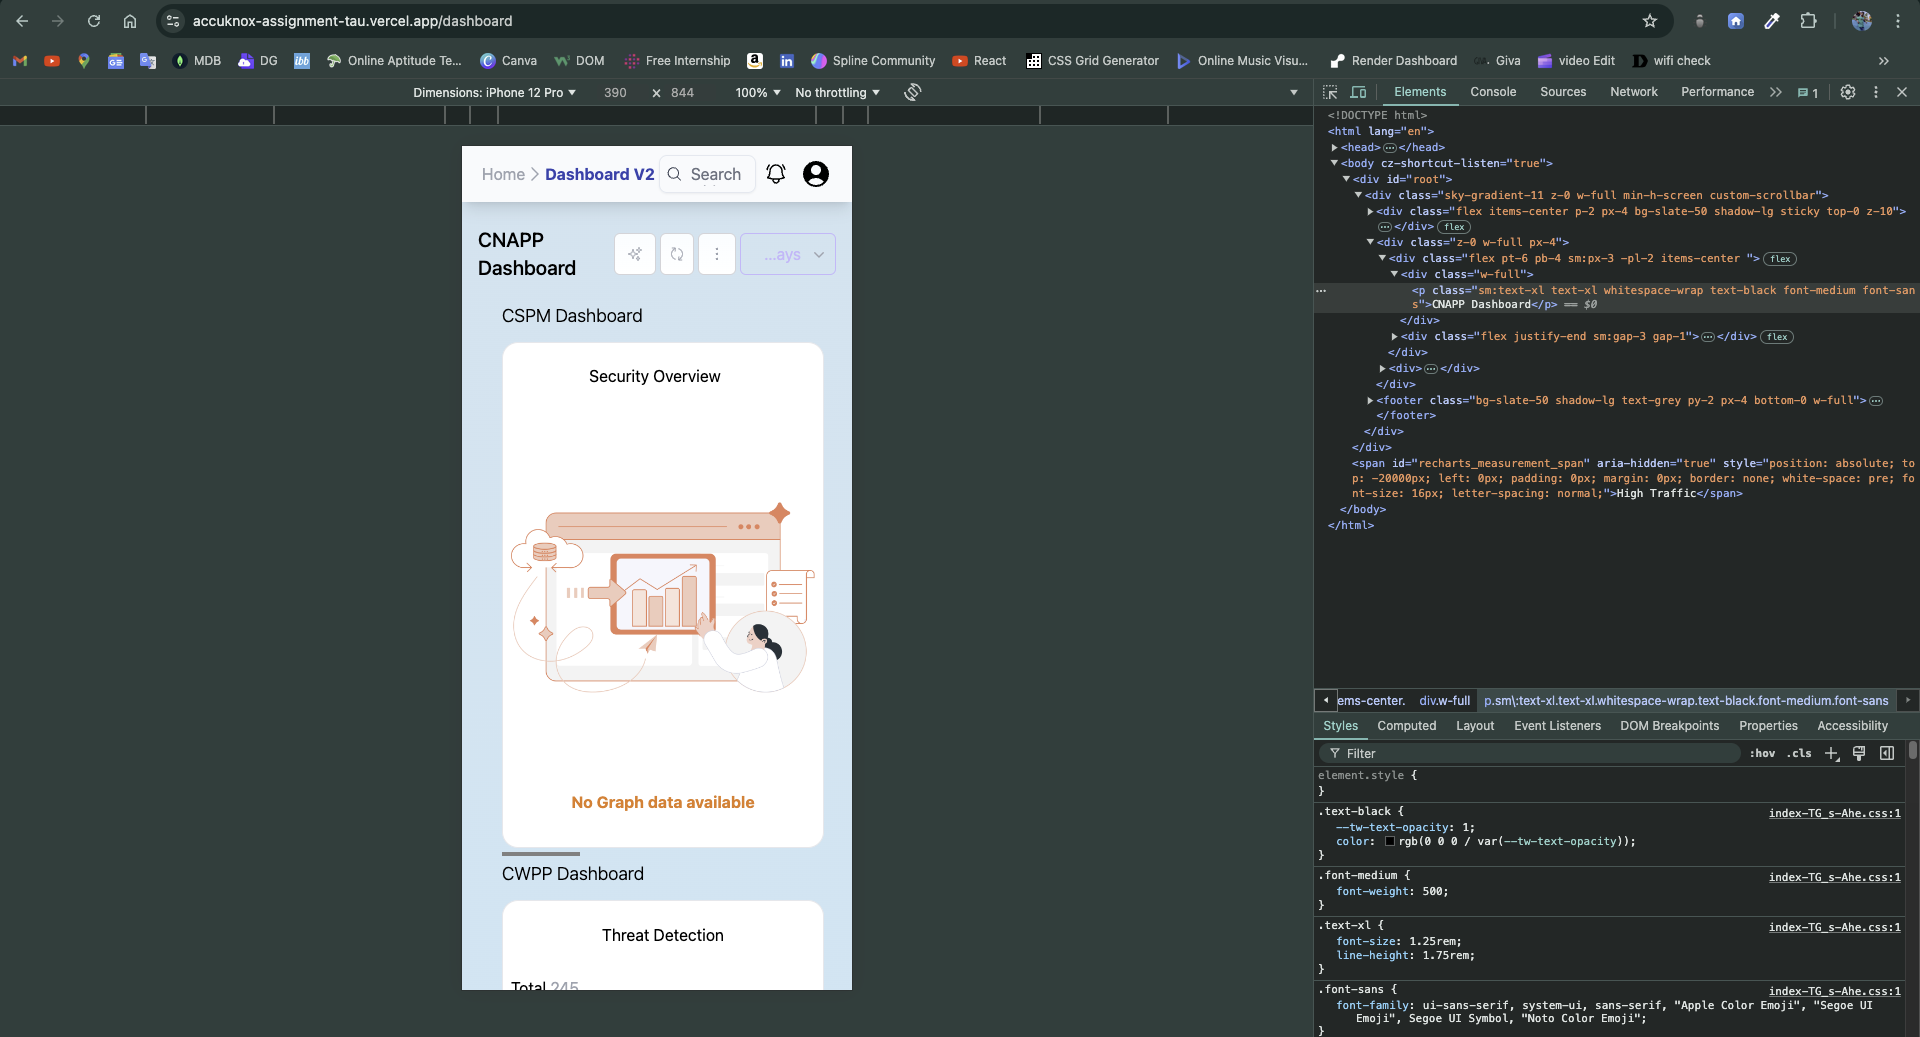 accuknox-assignment-tau.vercel.app/dashboard
MDB DG ibb Online Aptitude Te... Canva DOM Free Internship in Spline Community React CSS Grid Generator Online Music Visu... Render Dashboard Giva video Edit wifi check
Dimensions: iPhone 12 Pro 390 × 844 100% No throttling
Elements Console Sources Network Performance 1
Home Dashboard V2 Search
CNAPP
Dashboard
...ays
CSPM Dashboard
Security Overview
No Graph data available
CWPP Dashboard
Threat Detection
Total 245
<!DOCTYPE html>
<html lang="en">
<head>…</head>
<body cz-shortcut-listen="true">
<div id="root">
<div class="sky-gradient-11 z-0 w-full min-h-screen custom-scrollbar">
<div class="flex items-center p-2 px-4 bg-slate-50 shadow-lg sticky top-0 z-10">
…</div> flex
<div class="z-0 w-full px-4">
<div class="flex pt-6 pb-4 sm:px-3 -pl-2 items-center "> flex
<div class="w-full">
<p class="sm:text-xl text-xl whitespace-wrap text-black font-medium font-san
s">CNAPP Dashboard</p> == $0
</div>
<div class="flex justify-end sm:gap-3 gap-1">…</div> flex
</div>
<div>…</div>
</div>
<footer class="bg-slate-50 shadow-lg text-grey py-2 px-4 bottom-0 w-full">…
</footer>
</div>
</div>
<span id="recharts_measurement_span" aria-hidden="true" style="position: absolute; to
p: -20000px; left: 0px; padding: 0px; margin: 0px; border: none; white-space: pre; fo
nt-size: 16px; letter-spacing: normal;">High Traffic</span>
</body>
</html>
ems-center. div.w-full p.sm\:text-xl.text-xl.whitespace-wrap.text-black.font-medium.font-sans
Styles Computed Layout Event Listeners DOM Breakpoints Properties Accessibility
Filter :hov .cls
element.style {
}
.text-black { index-TG_s-Ahe.css:1
--tw-text-opacity: 1;
color: rgb(0 0 0 / var(--tw-text-opacity));
}
.font-medium { index-TG_s-Ahe.css:1
font-weight: 500;
}
.text-xl { index-TG_s-Ahe.css:1
font-size: 1.25rem;
line-height: 1.75rem;
}
.font-sans { index-TG_s-Ahe.css:1
font-family: ui-sans-serif, system-ui, sans-serif, "Apple Color Emoji", "Segoe UI
Emoji", Segoe UI Symbol, "Noto Color Emoji";
}